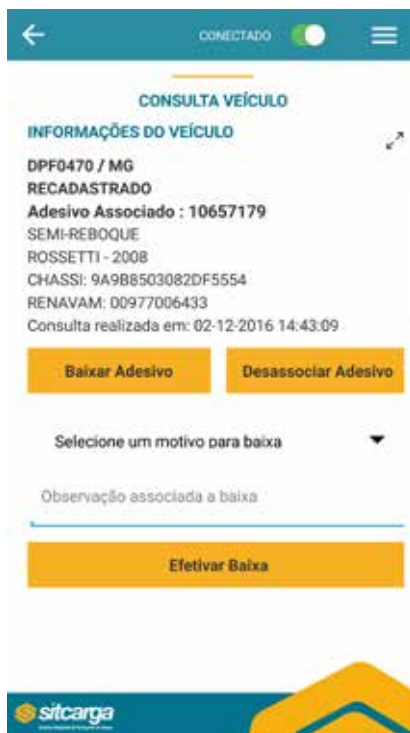 CONECTADO
CONSULTA VEÍCULO
INFORMAÇÕES DO VEÍCULO
DPF0470 / MG
RECADASTRADO
Adesivo Associado : 10657179
SEMI-REBOQUE
ROSSETTI - 2008
CHASSI: 9A9B8503082DF5554
RENAVAM: 00977006433
Consulta realizada em: 02-12-2016 14:43:09
Baixar Adesivo Desassociar Adesivo
Selecione um motivo para baixa
Observação associada a baixa
Efetivar Baixa
sitcarga